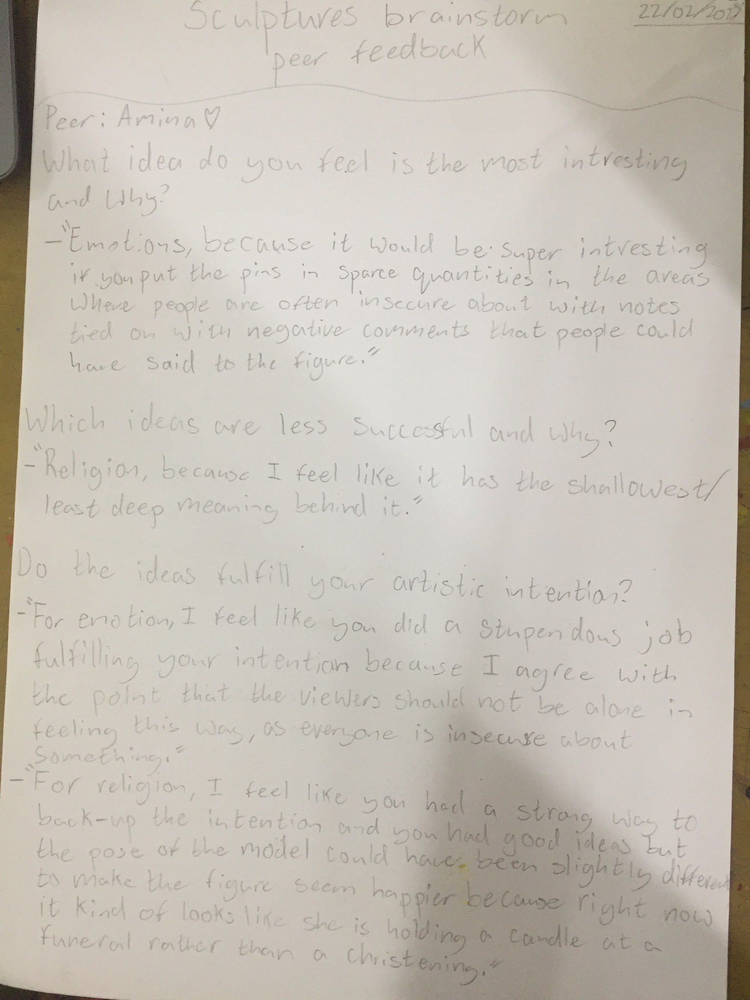 Sculptures brainstorm
22/02/202
peer feedback
Peer: Amina♡
What idea do you feel is the most intresting
and Why?
-"Emotions, because it would be super intresting
if you put the pins in sparce quantities in the areas
where people are often insecure about with notes
tied on with negative comments that people could
have said to the figure."
Which ideas are less successful and why?
-"Religion, because I feel like it has the shallowest/
least deep meaning behind it."
Do the ideas fulfill your artistic intention?
-"For emotion, I feel like you did a stupendous job
fulfilling your intention because I agree with
the point that the viewers should not be alone in
feeling this way, as everyone is insecure about
something."
-"For religion, I feel like you had a strong way to
back-up the intention and you had good ideas but
the pose of the model could have been slightly different
to make the figure seem happier because right now
it kind of looks like she is holding a candle at a
funeral rather than a christening."